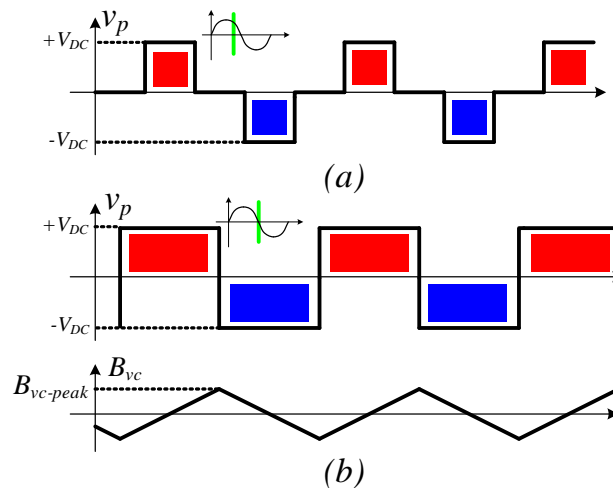 v_p
+V_DC
-V_DC
(a)
v_p
+V_DC
-V_DC
B_vc
B_vc-peak
(b)